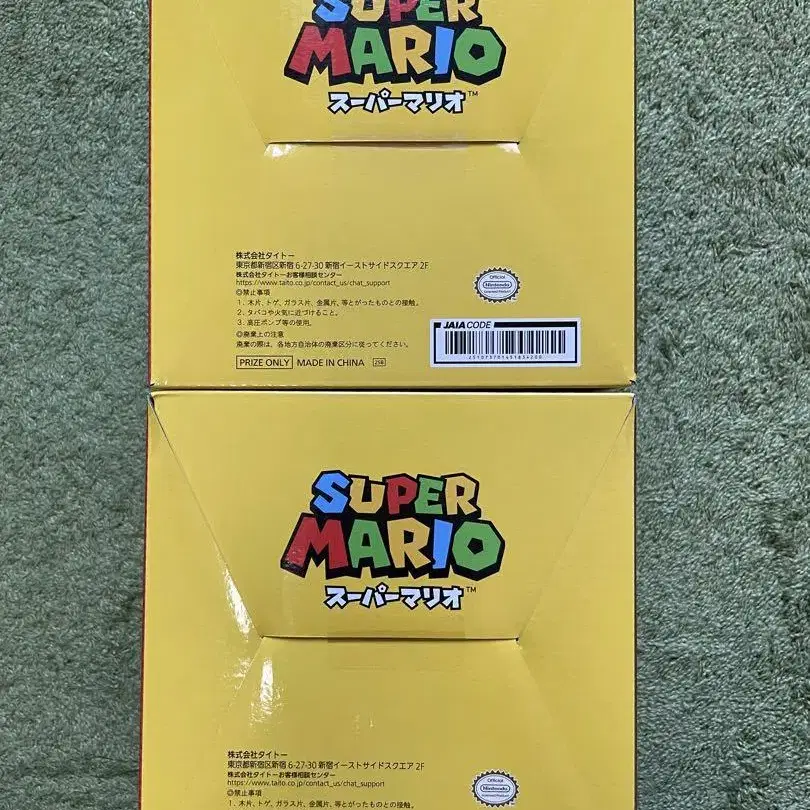 SUPER
MARIO
スーパーマリオ™
株式会社タイトー
東京都新宿区新宿 6-27-30 新宿イーストサイドスクエア 2F
株式会社タイトーお客様相談センター
https://www.taito.co.jp/contact_us/chat_support
◎禁止事項
1. 木片、トゲ、ガラス片、金属片、等とがったものとの接触。
2. タバコや火気に近づけること。
3. 高圧ポンプ等の使用。
◎廃棄上の注意
廃棄の際は、各地方自治体の廃棄区分に従ってください。
PRIZE ONLY MADE IN CHINA 25B
Official
Nintendo
Licensed Product
JAIA CODE
SUPER
MARIO
スーパーマリオ™
株式会社タイトー
東京都新宿区新宿 6-27-30 新宿イーストサイドスクエア 2F
株式会社タイトーお客様相談センター
https://www.taito.co.jp/contact_us/chat_support
◎禁止事項
1. 木片、トゲ、ガラス片、金属片、等とがったものとの接触。
Official
Nintendo
Licensed Product